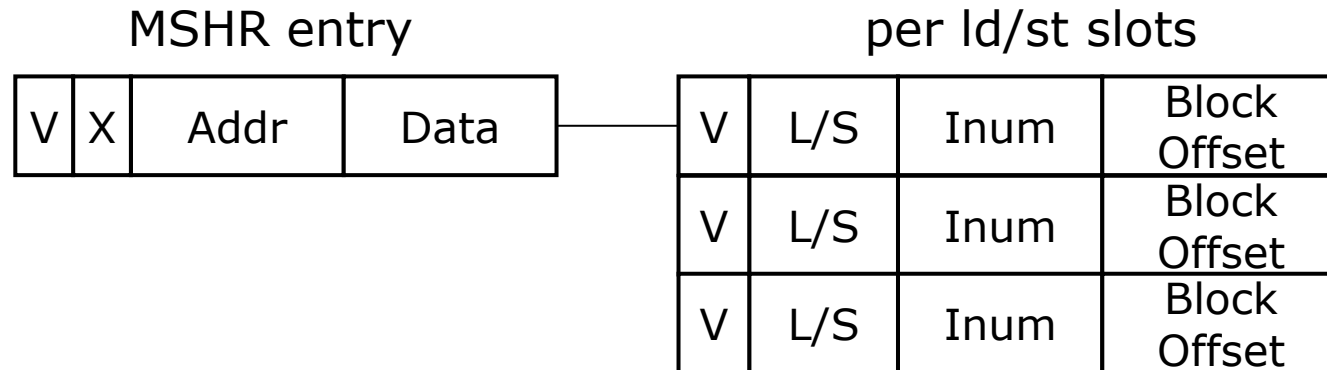 MSHR entry
per ld/st slots
V X Addr Data
V L/S Inum Block
Offset
V L/S Inum Block
Offset
V L/S Inum Block
Offset